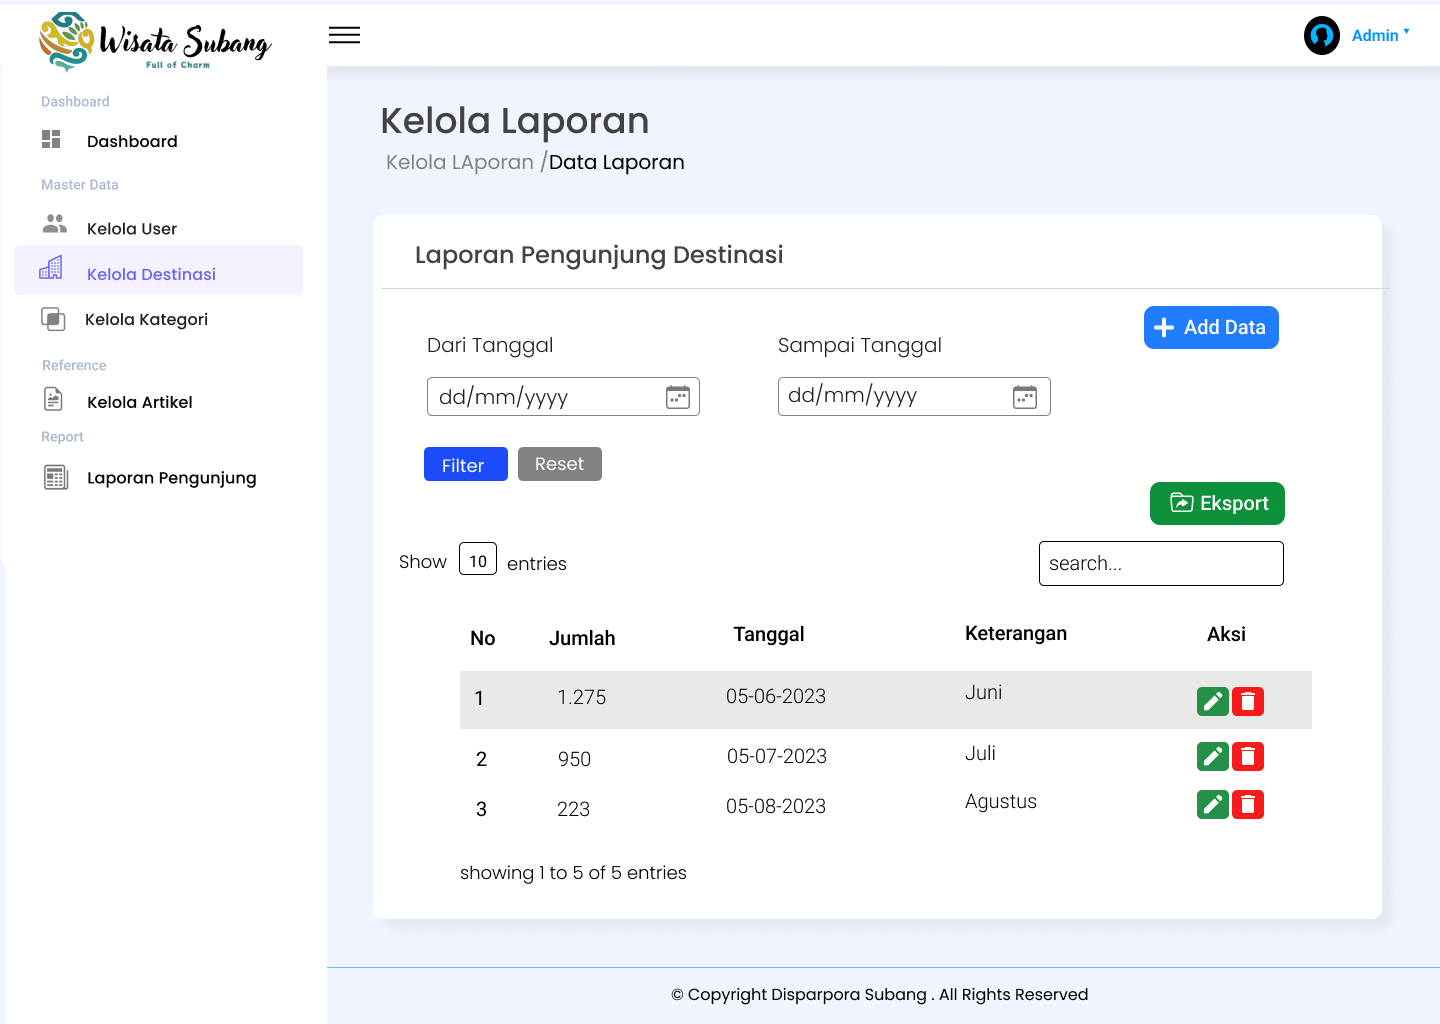 Wisata Subang
Full of Charm
Admin
Dashboard
Dashboard
Master Data
Kelola User
Kelola Destinasi
Kelola Kategori
Reference
Kelola Artikel
Report
Laporan Pengunjung
Kelola Laporan
Kelola LAporan /Data Laporan
Laporan Pengunjung Destinasi
Add Data
Dari Tanggal
Sampai Tanggal
dd/mm/yyyy
dd/mm/yyyy
Filter
Reset
Eksport
Show 10 entries
search...
No Jumlah Tanggal Keterangan Aksi
1 1.275 05-06-2023 Juni
2 950 05-07-2023 Juli
3 223 05-08-2023 Agustus
showing 1 to 5 of 5 entries
© Copyright Disparpora Subang . All Rights Reserved